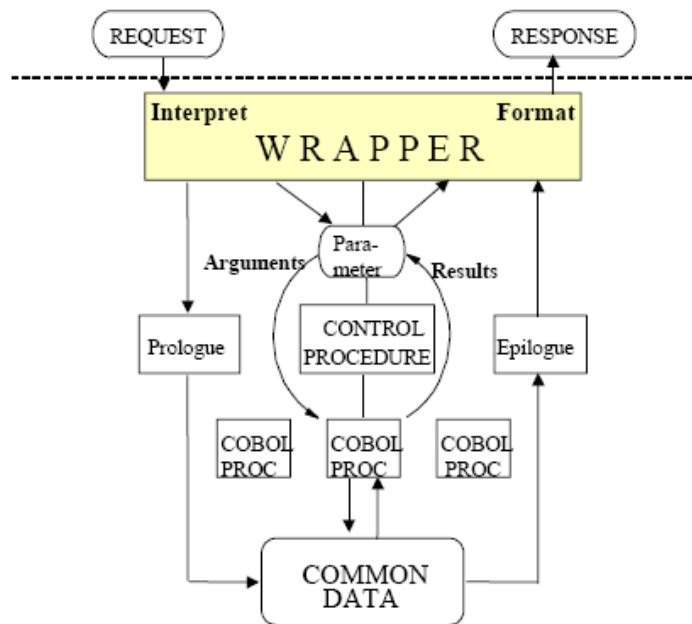 REQUEST
RESPONSE
Interpret
Format
WRAPPER
Para-
meter
Arguments
Results
CONTROL
PROCEDURE
Prologue
Epilogue
COBOL
PROC
COBOL
PROC
COBOL
PROC
COMMON
DATA